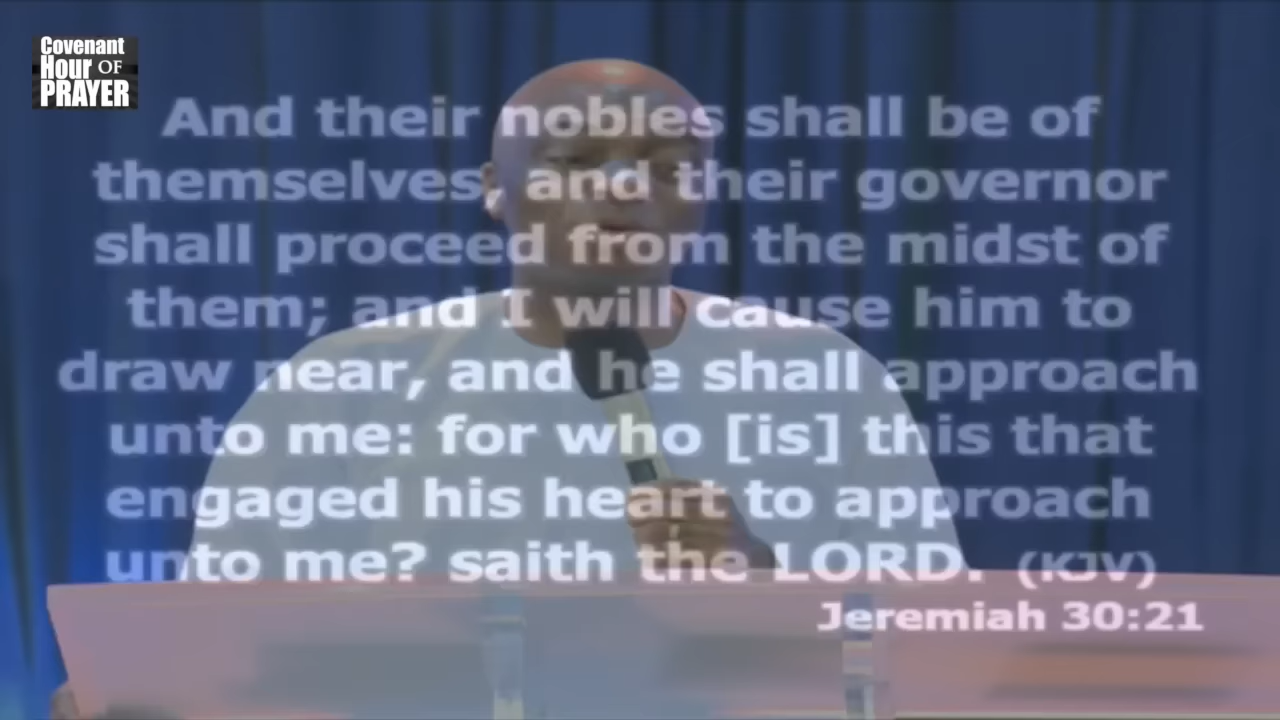 Covenant
Hour OF
PRAYER
And their nobles shall be of
themselves, and their governor
shall proceed from the midst of
them; and I will cause him to
draw near, and he shall approach
unto me: for who [is] this that
engaged his heart to approach
unto me? saith the LORD. (KJV)
Jeremiah 30:21